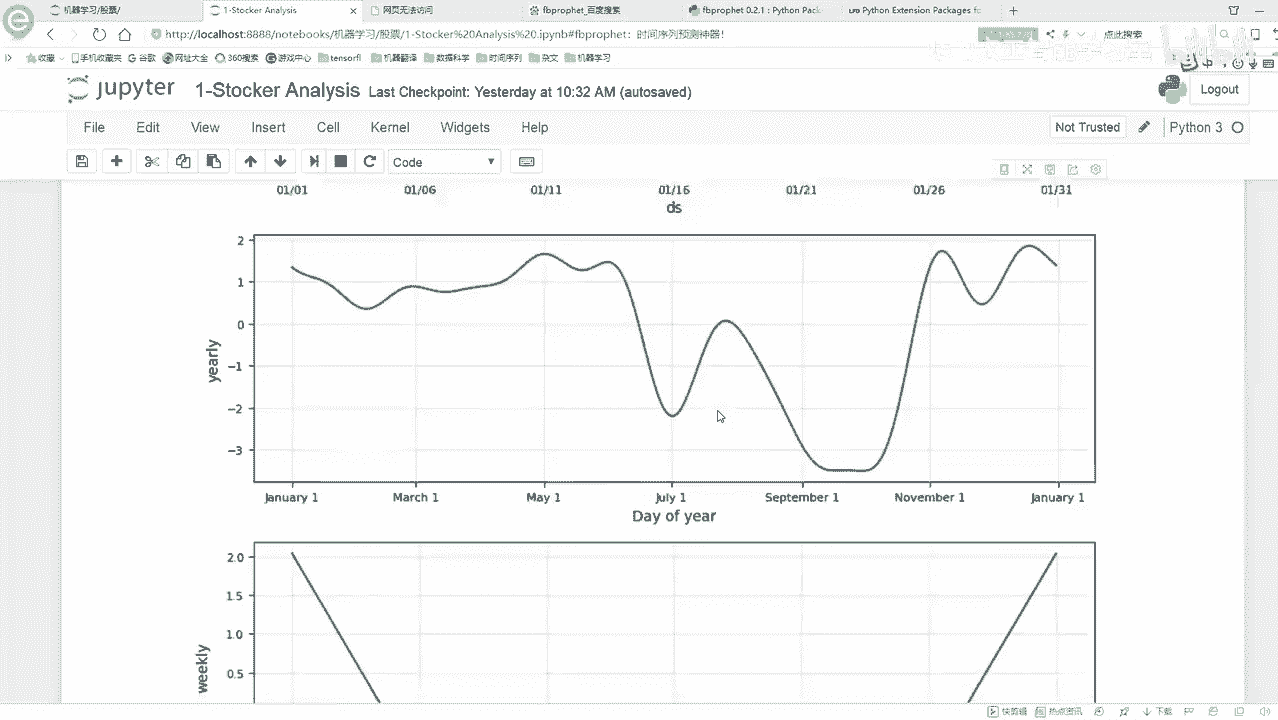 机器学习/股票/ 1-Stocker Analysis 网页无法访问 fbprophet_百度搜索 fbprophet 0.2.1 : Python Pack Python Extension Packages fo
http://localhost:8888/notebooks/机器学习/股票/1-Stocker%20Analysis%20.ipynb#fbprophet：时间序列预测神器! 点此搜索
收藏 手机收藏夹 谷歌 网址大全 360搜索 游戏中心 tensorfl 机器翻译 数据科学 时间序列 杂文 机器学习
jupyter 1-Stocker Analysis Last Checkpoint: Yesterday at 10:32 AM (autosaved) Logout
File Edit View Insert Cell Kernel Widgets Help Not Trusted Python 3
Code
01/01 01/06 01/11 01/16 01/21 01/26 01/31
ds
2
1
0
−1
−2
−3
yearly
January 1 March 1 May 1 July 1 September 1 November 1 January 1
Day of year
2.0
1.5
1.0
0.5
weekly
快剪辑 热点资讯 下载